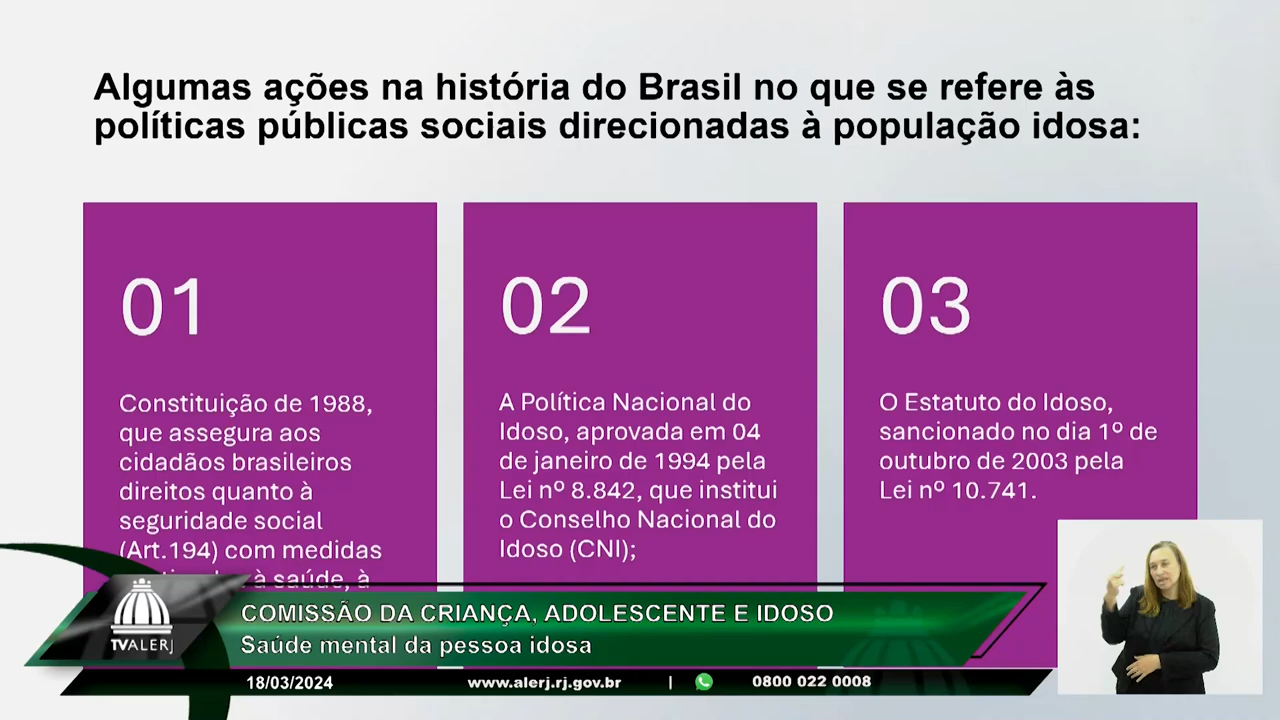 Algumas ações na história do Brasil no que se refere às
políticas públicas sociais direcionadas à população idosa:
01
Constituição de 1988,
que assegura aos
cidadãos brasileiros
direitos quanto à
seguridade social
(Art.194) com medidas
à saúde, à
02
A Política Nacional do
Idoso, aprovada em 04
de janeiro de 1994 pela
Lei nº 8.842, que institui
o Conselho Nacional do
Idoso (CNI);
03
O Estatuto do Idoso,
sancionado no dia 1º de
outubro de 2003 pela
Lei nº 10.741.
TVALERJ
COMISSÃO DA CRIANÇA, ADOLESCENTE E IDOSO
Saúde mental da pessoa idosa
18/03/2024 www.alerj.rj.gov.br | 0800 022 0008